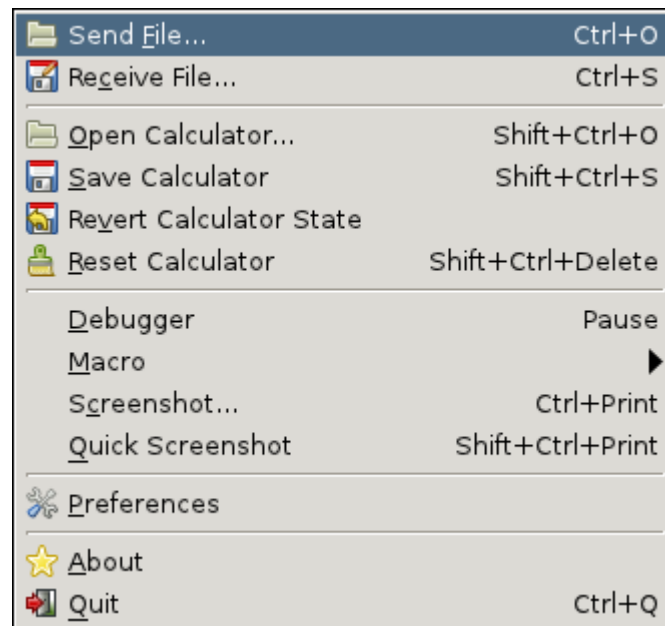 Send File... Ctrl+O
Receive File... Ctrl+S
Open Calculator... Shift+Ctrl+O
Save Calculator Shift+Ctrl+S
Revert Calculator State
Reset Calculator Shift+Ctrl+Delete
Debugger Pause
Macro
Screenshot... Ctrl+Print
Quick Screenshot Shift+Ctrl+Print
Preferences
About
Quit Ctrl+Q